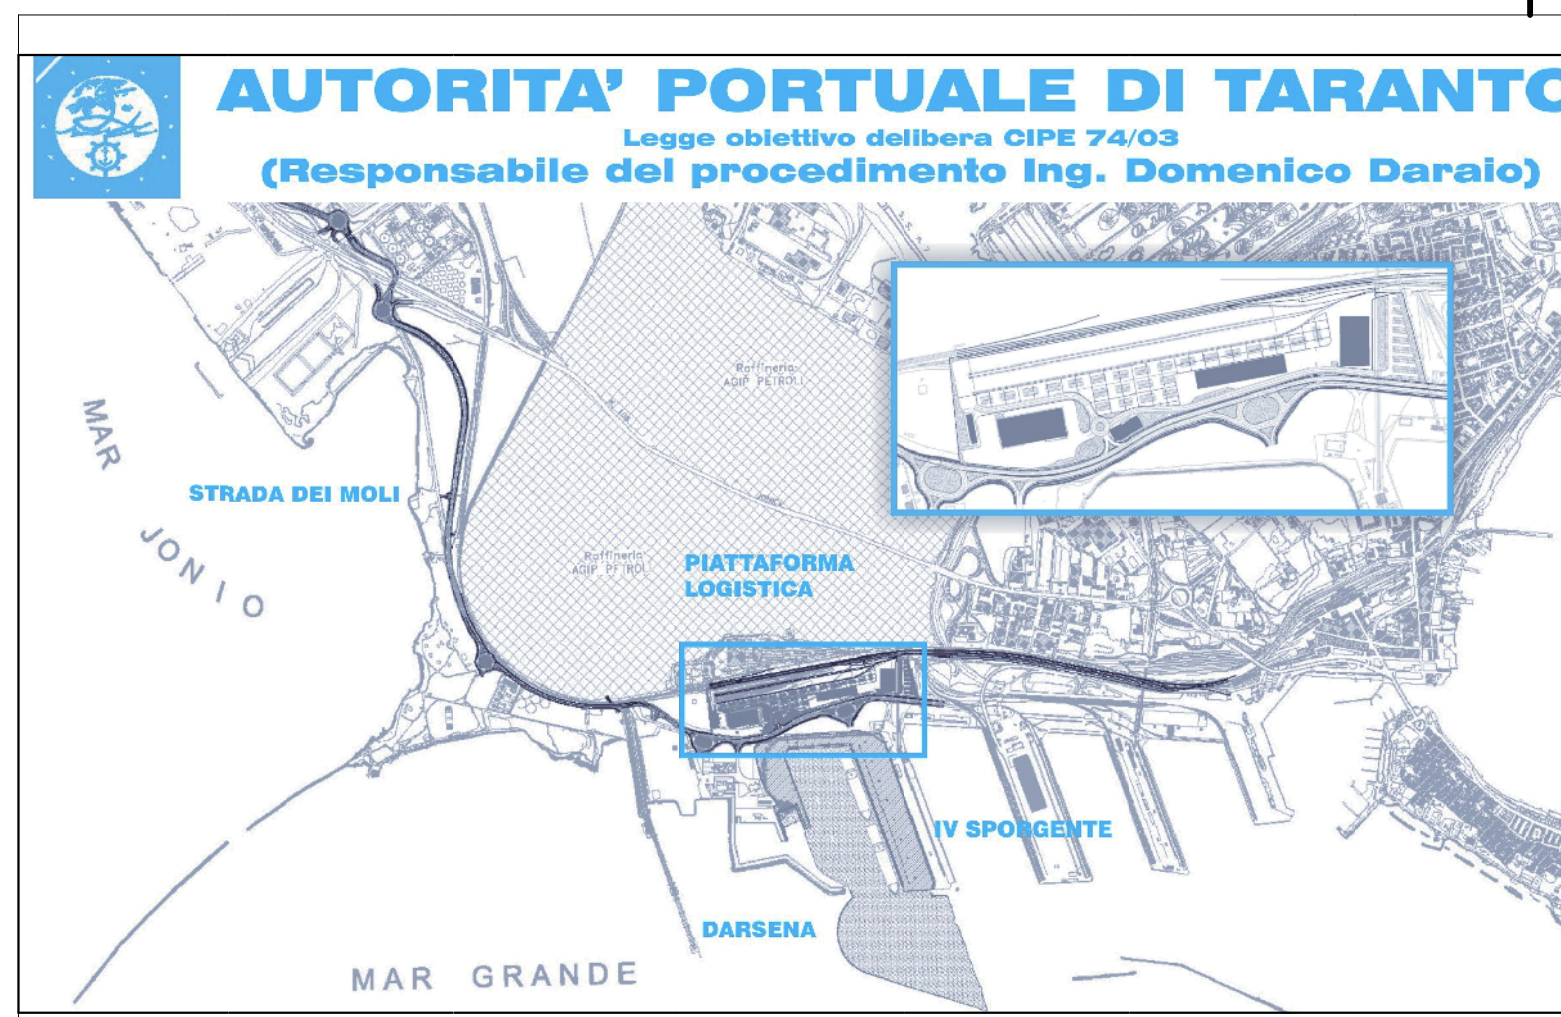 AUTORITA' PORTUALE DI TARANTO
Legge obiettivo delibera CIPE 74/03
(Responsabile del procedimento Ing. Domenico Daraio)
Raffineria
AGIP PETROLI
MAR
JONIO
STRADA DEI MOLI
Raffineria
AGIP PETROLI
PIATTAFORMA
LOGISTICA
IV SPORGENTE
DARSENA
MAR GRANDE